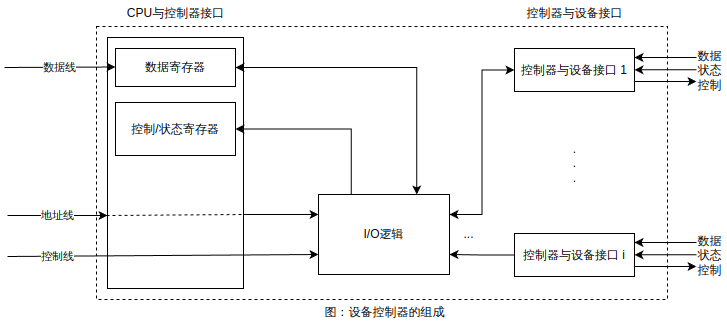 CPU与控制器接口
控制器与设备接口
数据线
数据寄存器
控制器与设备接口 1
数据
状态
控制
控制/状态寄存器
.
.
.
地址线
I/O逻辑
...
控制线
控制器与设备接口 i
数据
状态
控制
图：设备控制器的组成